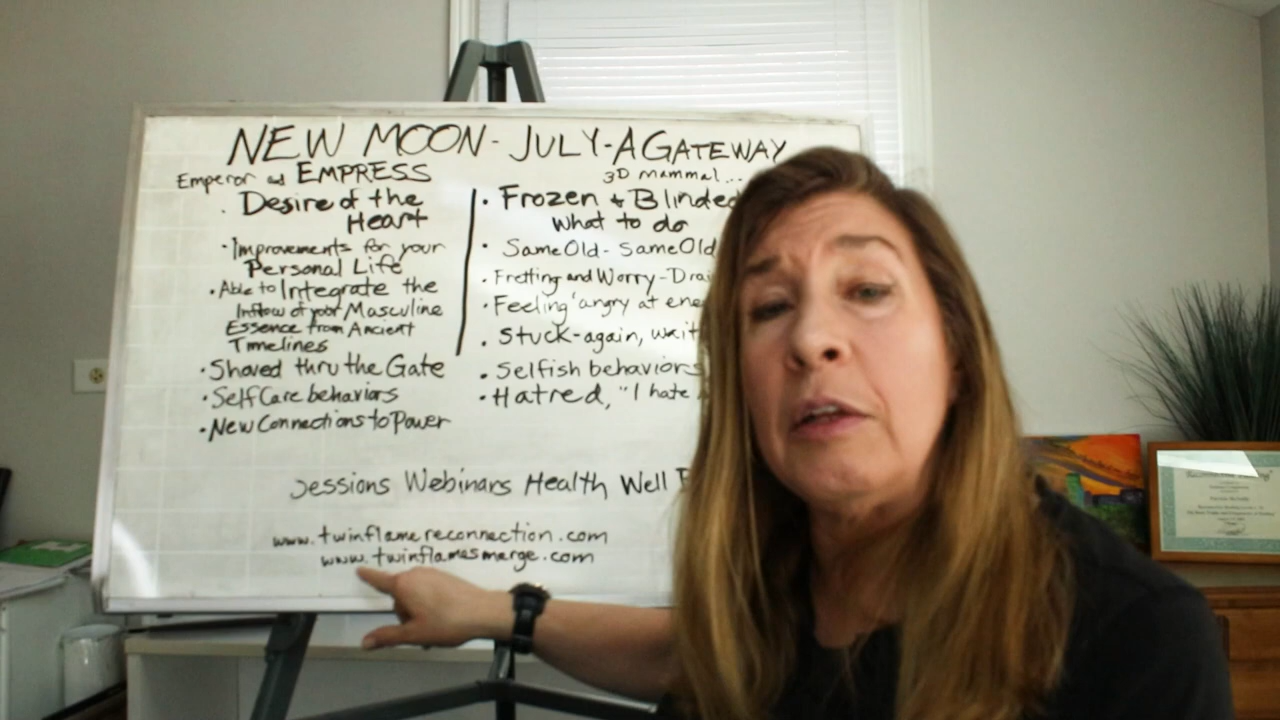 NEW MOON - JULY - A GATEWAY
Emperor and EMPRESS
Desire of the
Heart
• Improvements for your
Personal Life
• Able to Integrate the
Inflow of your Masculine
Essence from Ancient
Timelines
• Shoved thru the Gate
• Self Care behaviors
• New Connections to Power
3D mammal...
• Frozen & Blinded
What to do
• Same Old - Same Old
• Fretting and Worry -
• Feeling angry at
• Stuck - again,
• Selfish behaviors
• Hatred, "I hate
Sessions Webinars Health Well
www.twinflamereconnection.com
www.twinflamesmerge.com